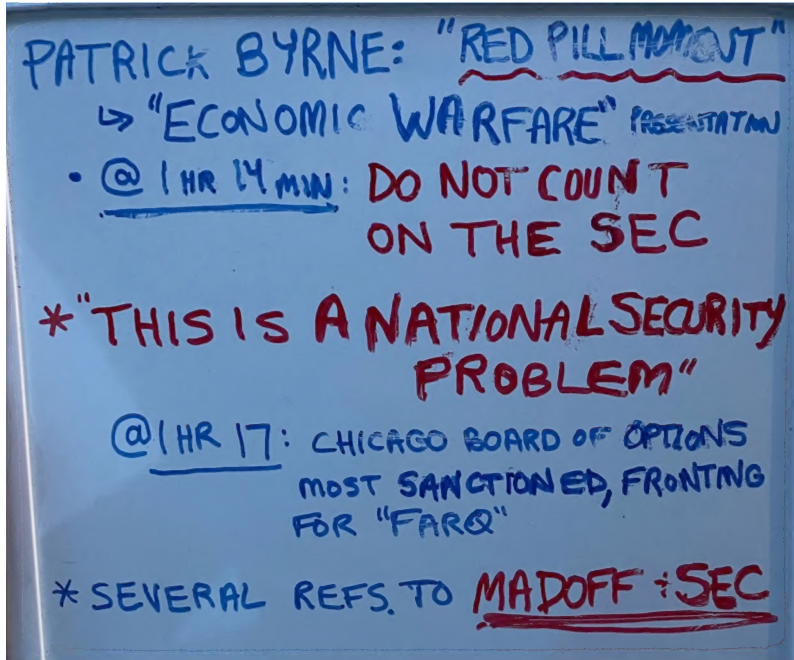 PATRICK BYRNE: "RED PILL MOMENT"
↳ "ECONOMIC WARFARE" PRESENTATION
• @ 1 HR 14 MIN: DO NOT COUNT
ON THE SEC
* "THIS IS A NATIONAL SECURITY
PROBLEM"
@ 1 HR 17: CHICAGO BOARD OF OPTIONS
MOST SANCTIONED, FRONTING
FOR "FARQ"
* SEVERAL REFS. TO MADOFF + SEC